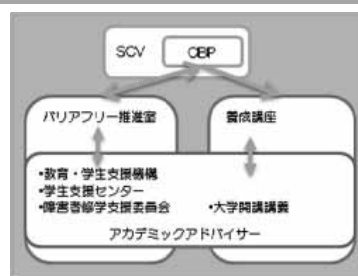 SCV
CBP
バリアフリー推進室
養成講座
・教育・学生支援機構
・学生支援センター
・障害者修学支援委員会
・大学開講講義
アカデミックアドバイザー